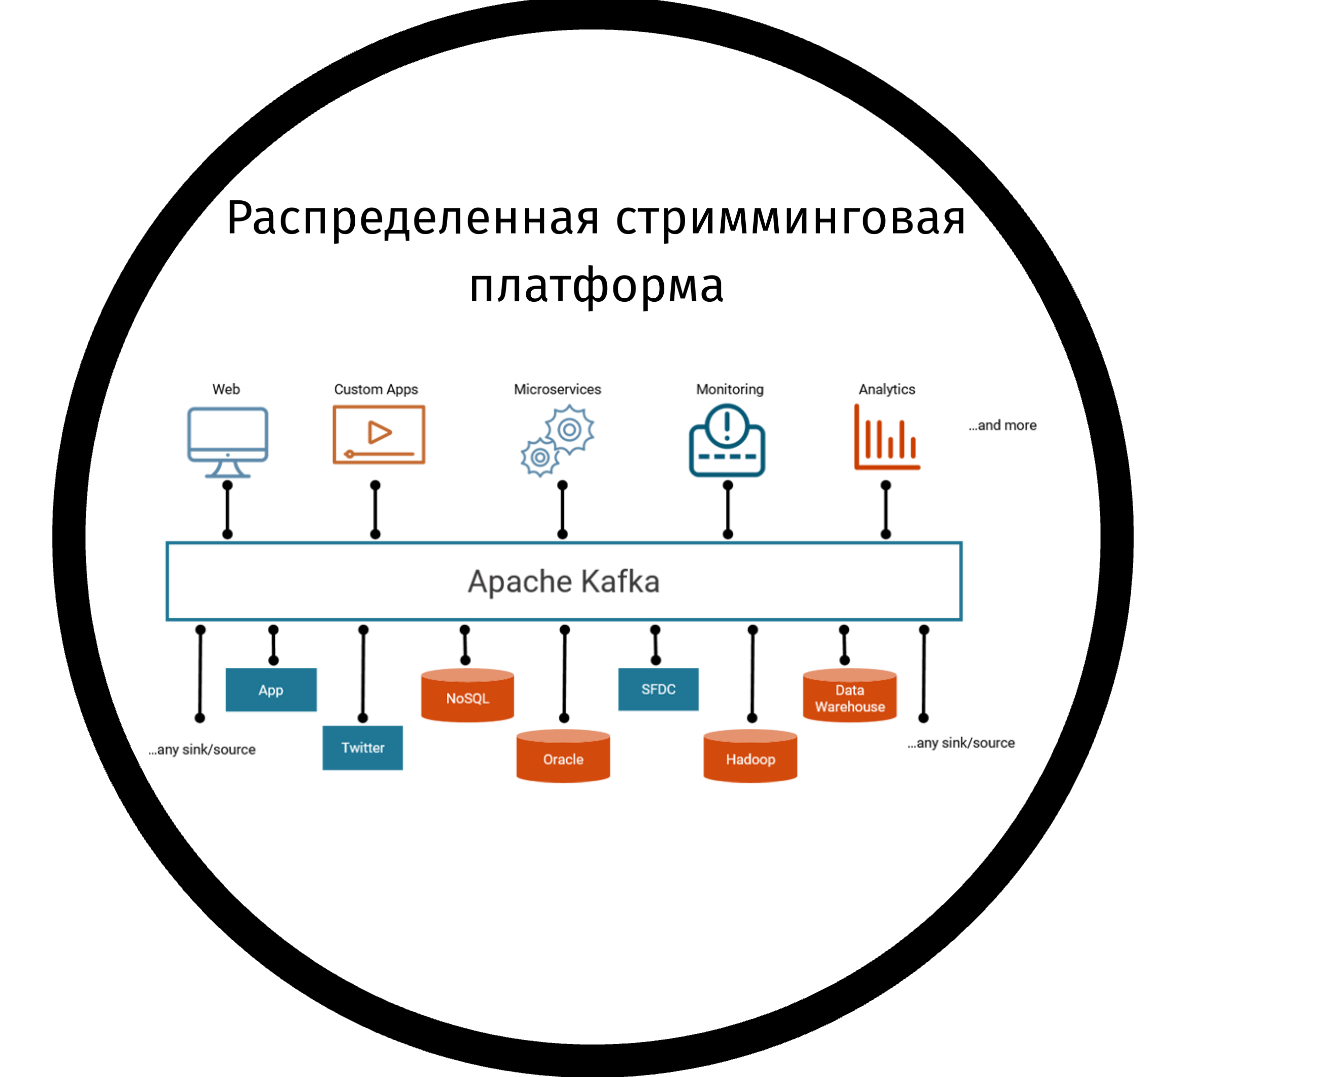 Распределенная стримминговая
платформа
Web
Custom Apps
Microservices
Monitoring
Analytics
...and more
Apache Kafka
App
NoSQL
SFDC
Data
Warehouse
Twitter
Oracle
Hadoop
...any sink/source
...any sink/source